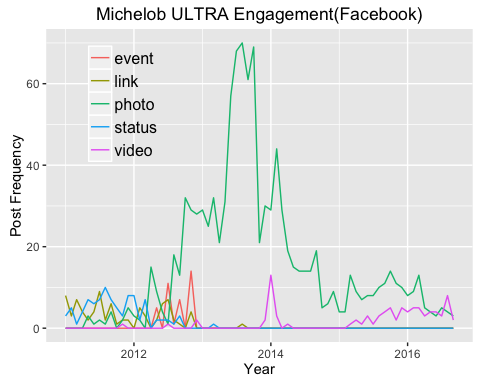 Michelob ULTRA Engagement(Facebook)
event
link
photo
status
video
60
40
20
0
Post Frequency
2012
2014
2016
Year